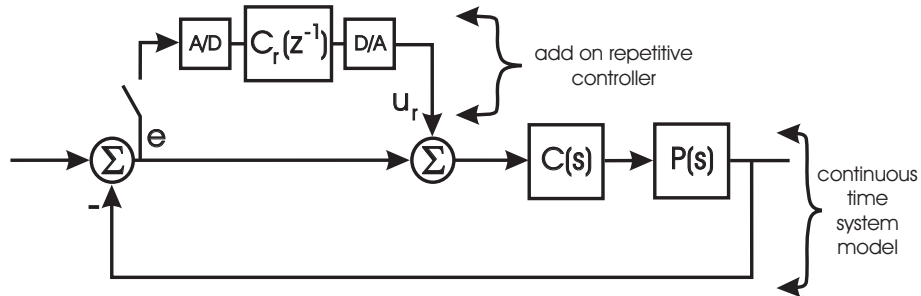 A/D
C_r(z^{-1})
D/A
add on repetitive
controller
u_r
e
Σ
Σ
C(s)
P(s)
-
continuous
time
system
model